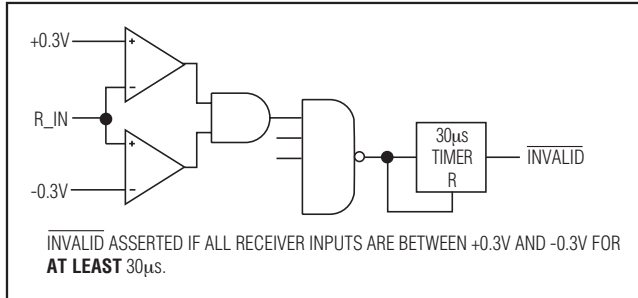 +0.3V
+
-
R_IN
+
-
-0.3V
30μs
TIMER
R
INVALID
INVALID ASSERTED IF ALL RECEIVER INPUTS ARE BETWEEN +0.3V AND -0.3V FOR
AT LEAST 30μs.